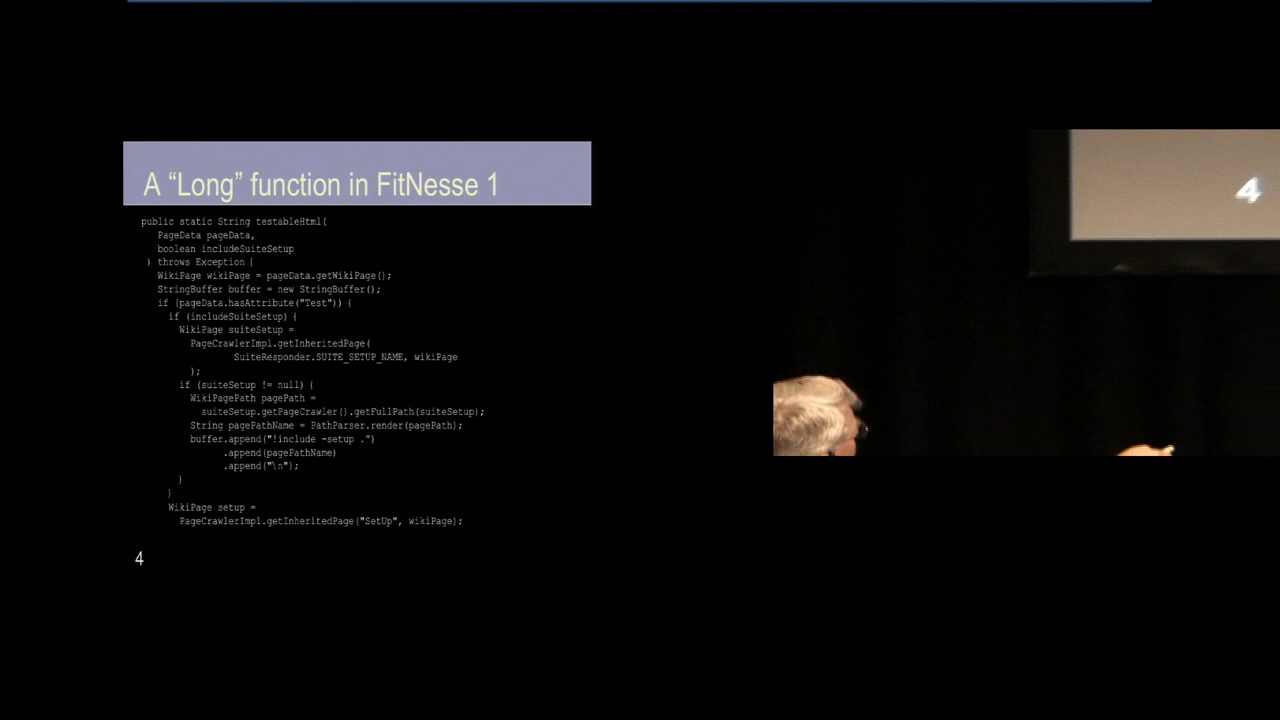 A “Long” function in FitNesse 1
public static String testableHtml(
PageData pageData,
boolean includeSuiteSetup
) throws Exception {
WikiPage wikiPage = pageData.getWikiPage();
StringBuffer buffer = new StringBuffer();
if (pageData.hasAttribute("Test")) {
if (includeSuiteSetup) {
WikiPage suiteSetup =
PageCrawlerImpl.getInheritedPage(
SuiteResponder.SUITE_SETUP_NAME, wikiPage
);
if (suiteSetup != null) {
WikiPagePath pagePath =
suiteSetup.getPageCrawler().getFullPath(suiteSetup);
String pagePathName = PathParser.render(pagePath);
buffer.append("!include -setup .”)
.append(pagePathName)
.append("\n");
}
}
WikiPage setup =
PageCrawlerImpl.getInheritedPage("SetUp", wikiPage);
4
4